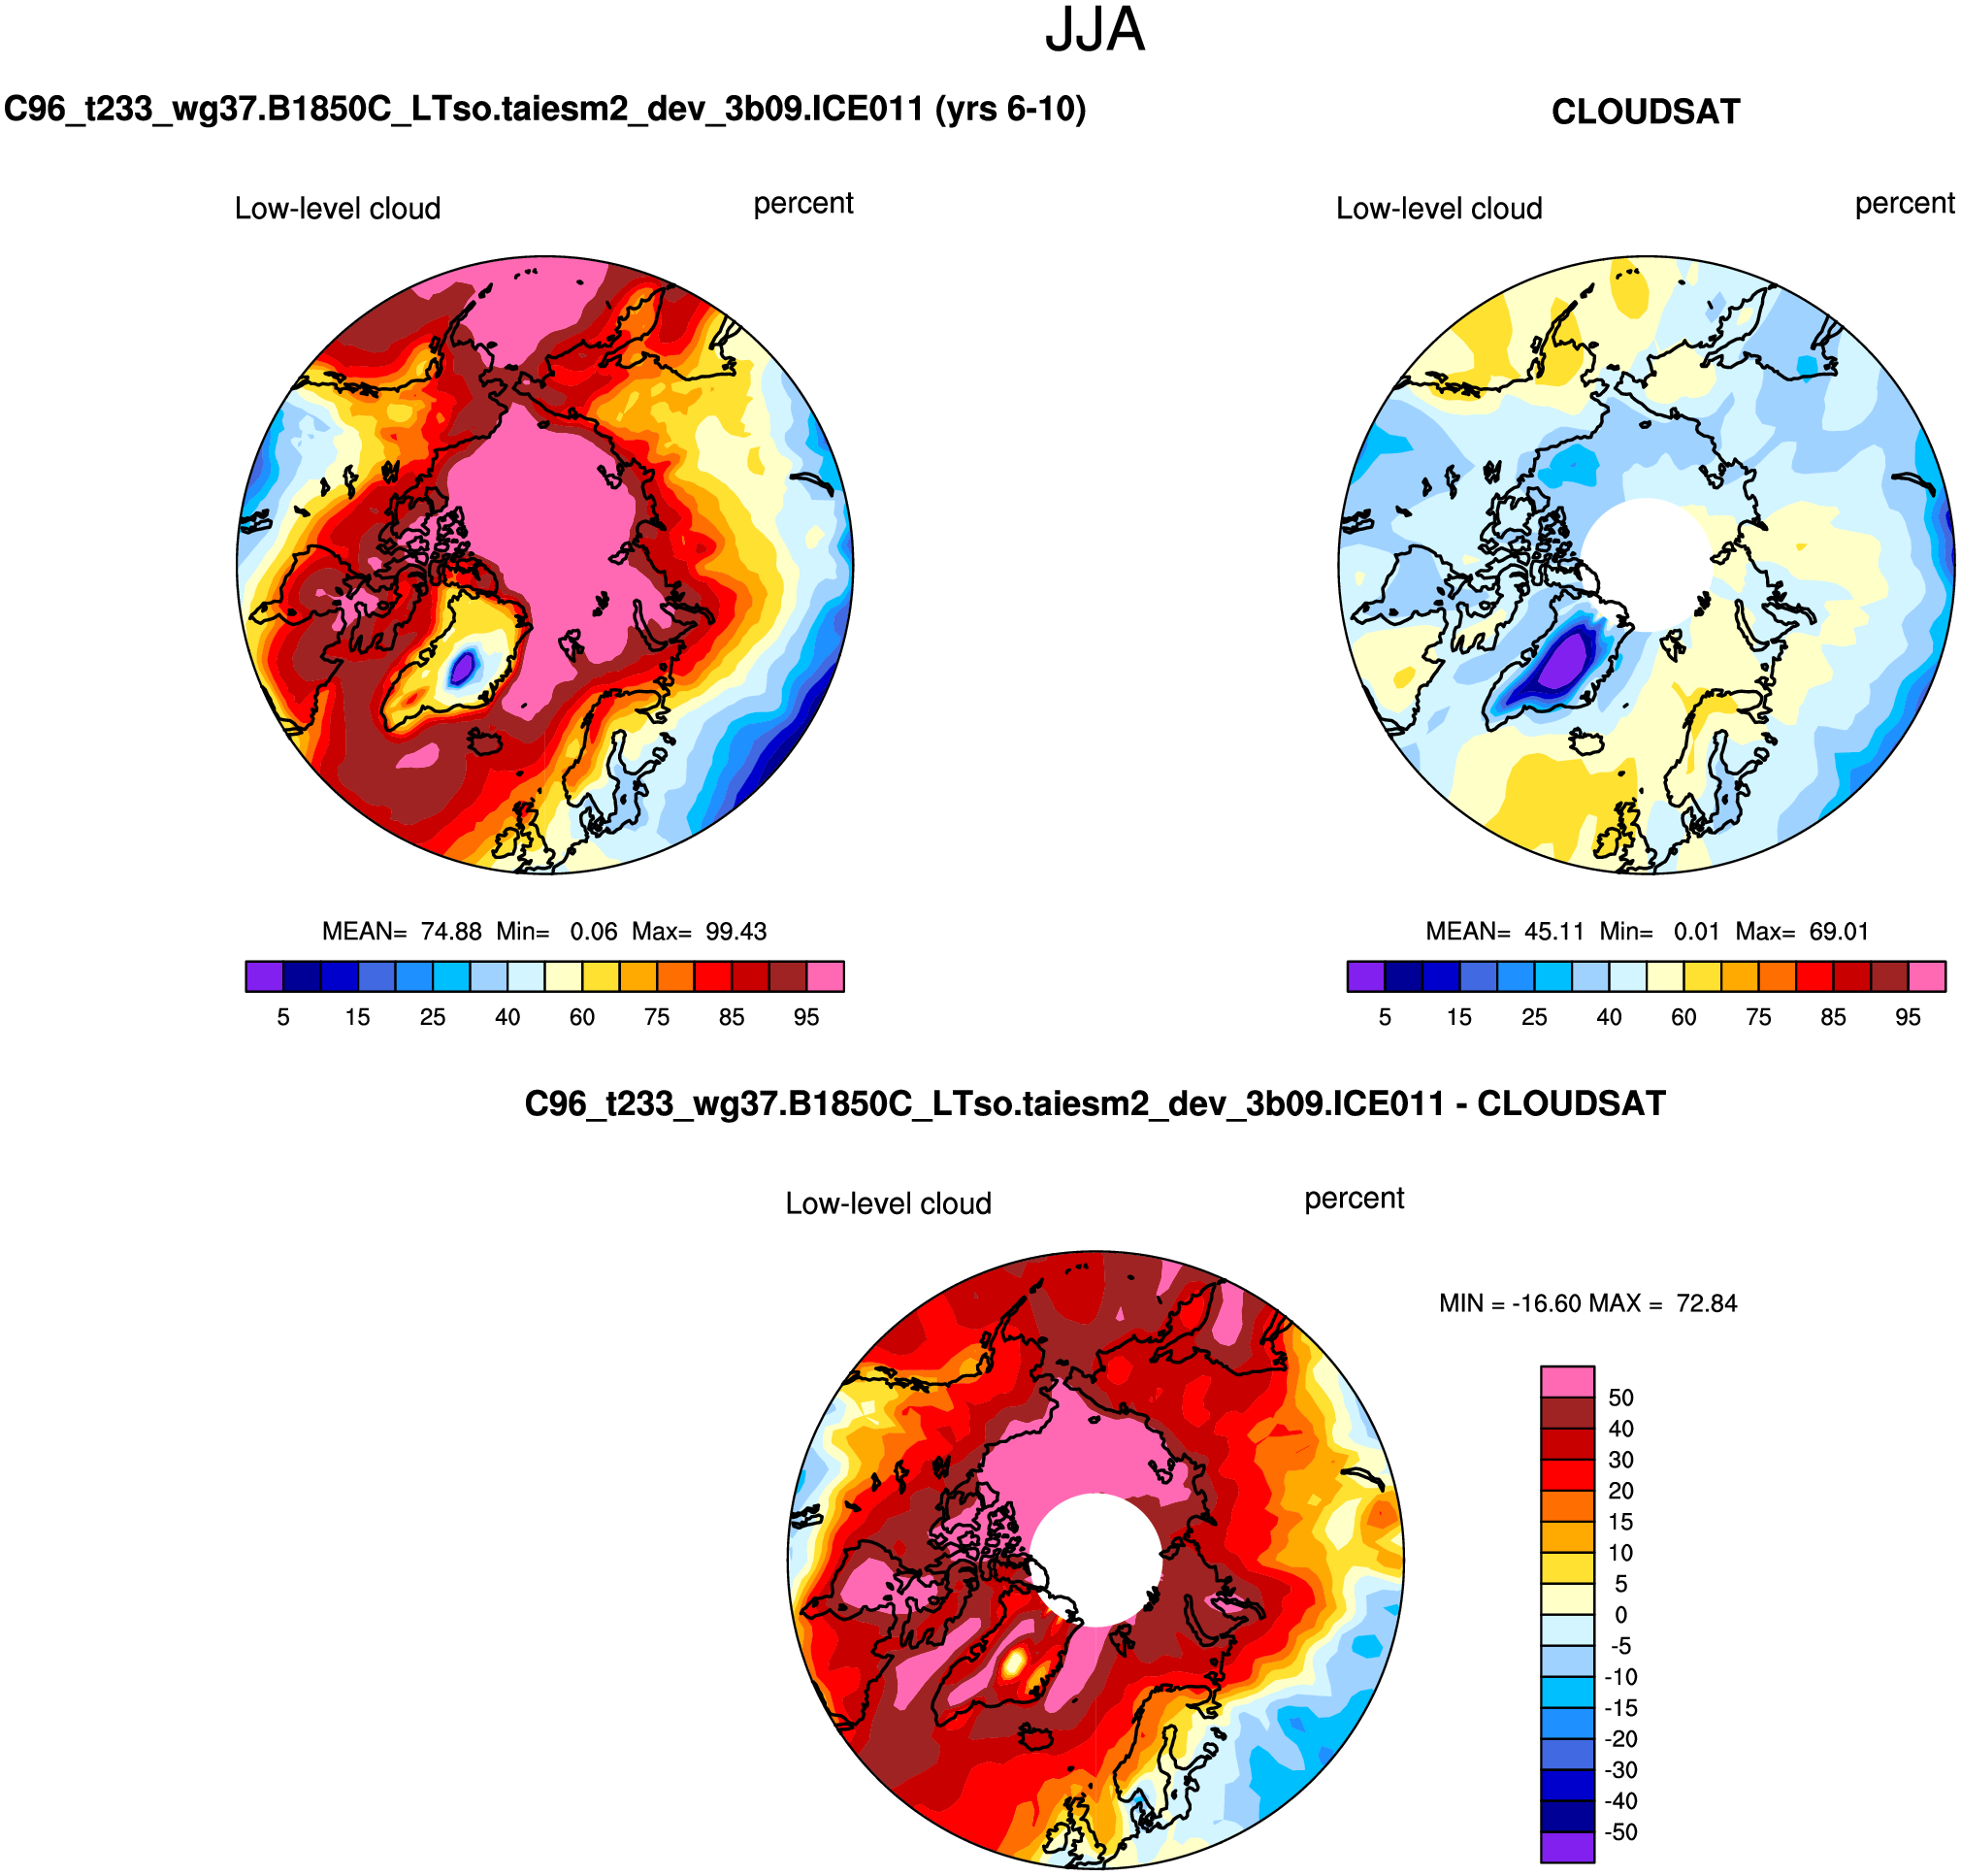 JJA
C96_t233_wg37.B1850C_LTso.taiesm2_dev_3b09.ICE011 (yrs 6-10)
CLOUDSAT
Low-level cloud percent
Low-level cloud percent
MEAN= 74.88 Min= 0.06 Max= 99.43
MEAN= 45.11 Min= 0.01 Max= 69.01
5 15 25 40 60 75 85 95
5 15 25 40 60 75 85 95
C96_t233_wg37.B1850C_LTso.taiesm2_dev_3b09.ICE011 - CLOUDSAT
Low-level cloud percent
MIN = -16.60 MAX = 72.84
50
40
30
20
15
10
5
0
-5
-10
-15
-20
-30
-40
-50